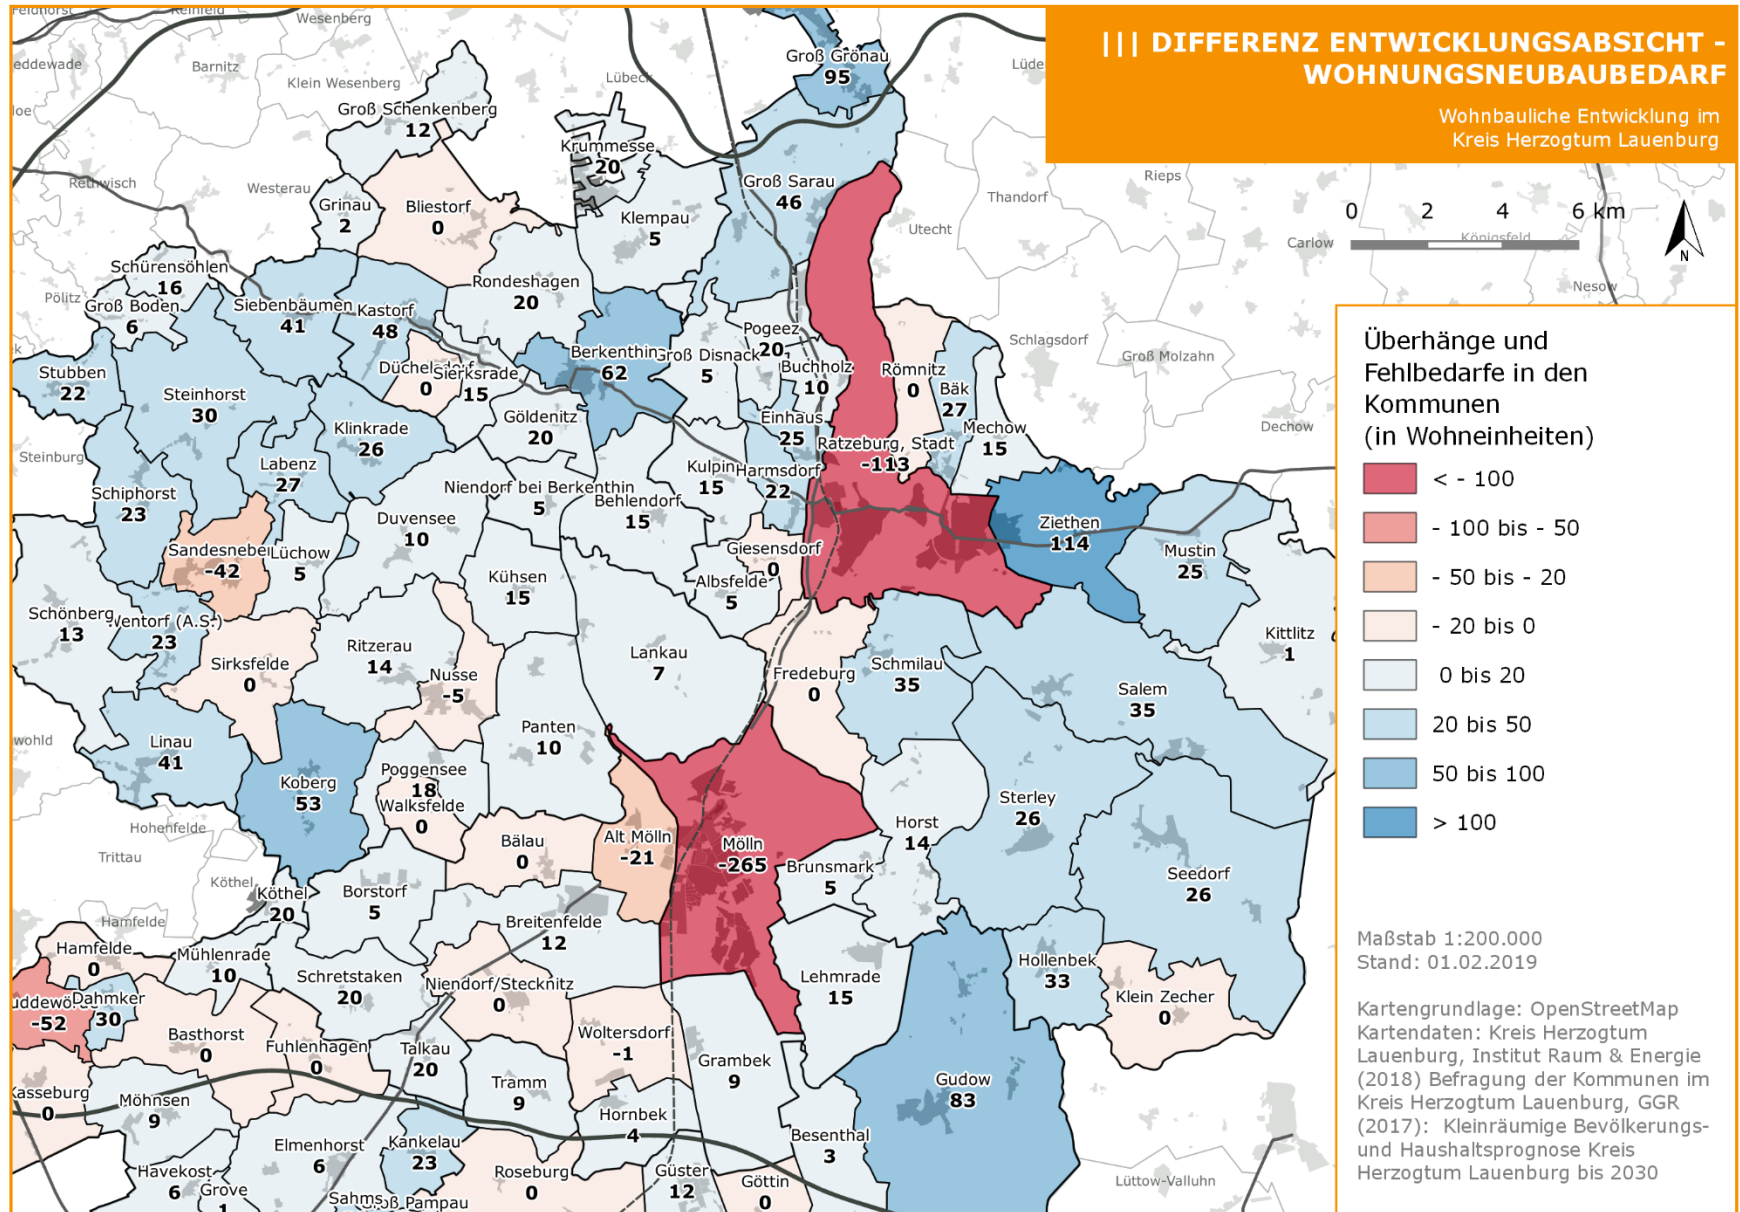 ||| DIFFERENZ ENTWICKLUNGSABSICHT -
WOHNUNGSNEUBAUBEDARF
Wohnbauliche Entwicklung im
Kreis Herzogtum Lauenburg
0 2 4 6 km
N
Überhänge und
Fehlbedarfe in den
Kommunen
(in Wohneinheiten)
< - 100
- 100 bis - 50
- 50 bis - 20
- 20 bis 0
0 bis 20
20 bis 50
50 bis 100
> 100
Maßstab 1:200.000
Stand: 01.02.2019
Kartengrundlage: OpenStreetMap
Kartendaten: Kreis Herzogtum
Lauenburg, Institut Raum & Energie
(2018) Befragung der Kommunen im
Kreis Herzogtum Lauenburg, GGR
(2017): Kleinräumige Bevölkerungs-
und Haushaltsprognose Kreis
Herzogtum Lauenburg bis 2030
Reinfeld
Wesenberg
Barnitz
Klein Wesenberg
Lübeck
Rethwisch
Westerau
Pölitz
Steinburg
Rieps
Thandorf
Utecht
Carlow
Königsfeld
Nesow
Schlagsdorf
Groß Molzahn
Dechow
Hohenfelde
Trittau
Köthel
Hamfelde
Lüttow-Valluhn
Groß Grönau
95
Groß Schenkenberg
12
Krummesse
20
Groß Sarau
46
Grinau
2
Bliestorf
0
Klempau
5
Schürensöhlen
16
Groß Boden
6
Siebenbäumen
41
Kastorf
48
Rondeshagen
20
Pogeez
20
Berkenthin
62
Groß Disnack
5
Buchholz
10
Römnitz
0
Bäk
27
Mechow
15
Stubben
22
Steinhorst
30
0
Sierksrade
15
Göldenitz
20
Einhaus
25
Klinkrade
26
Ratzeburg, Stadt
-113
Labenz
27
Kulpin
15
Harmsdorf
22
Schiphorst
23
Niendorf bei Berkenthin
5
Behlendorf
15
Duvensee
10
Ziethen
114
Mustin
25
Sandesneben
-42
Lüchow
5
Giesensdorf
0
Albsfelde
5
Kühsen
15
Schönberg
13
Wentorf (A.S.)
23
Kittlitz
1
Sirksfelde
0
Ritzerau
14
Nusse
-5
Lankau
7
Fredeburg
0
Schmilau
35
Salem
35
Linau
41
Panten
10
Koberg
53
Poggensee
18
Walksfelde
0
Sterley
26
Bälau
0
Alt Mölln
-21
Mölln
-265
Horst
14
Brunsmark
5
Seedorf
26
Köthel
20
Borstorf
5
Breitenfelde
12
Hamfelde
0
Mühlenrade
10
Schretstaken
20
Niendorf/Stecknitz
0
Lehmrade
15
Hollenbek
33
Klein Zecher
0
-52
Dahmker
30
Basthorst
0
Fuhlenhagen
0
Talkau
20
Woltersdorf
-1
Grambek
9
Gudow
83
0
Möhnsen
9
Tramm
9
Hornbek
4
Besenthal
3
Elmenhorst
6
Kankelau
23
Havekost
6
Grove
1
Roseburg
0
Güster
12
Göttin
0
Sahms